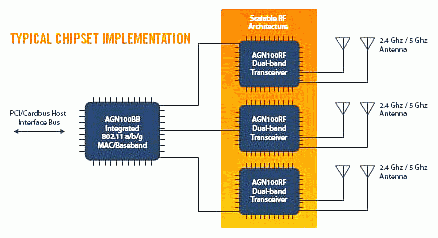 TYPICAL CHIPSET IMPLEMENTATION
Scalable RF
Architecture
PCI/Cardbus Host
Interface Bus
AGN100BB
Integrated
802.11 a/b/g
MAC/Baseband
AGN100RF
Dual-band
Transceiver
2.4 Ghz / 5 Ghz
Antenna
AGN100RF
Dual-band
Transceiver
2.4 Ghz / 5 Ghz
Antenna
AGN100RF
Dual-band
Transceiver
2.4 Ghz / 5 Ghz
Antenna